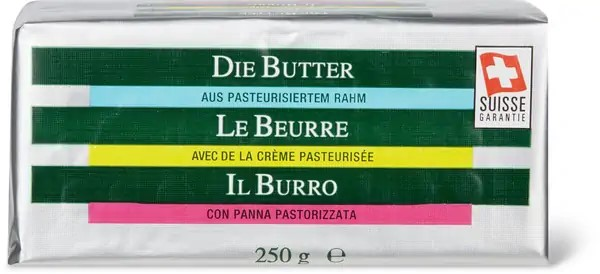 DIE BUTTER
AUS PASTEURISIERTEM RAHM
LE BEURRE
AVEC DE LA CRÈME PASTEURISÉE
IL BURRO
CON PANNA PASTORIZZATA
250 g ℮
SUISSE
GARANTIE